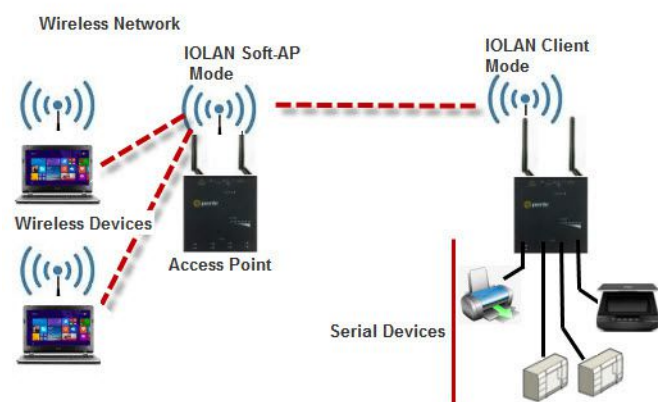 Wireless Network
IOLAN Soft-AP
Mode
IOLAN Client
Mode
Wireless Devices
Access Point
Serial Devices